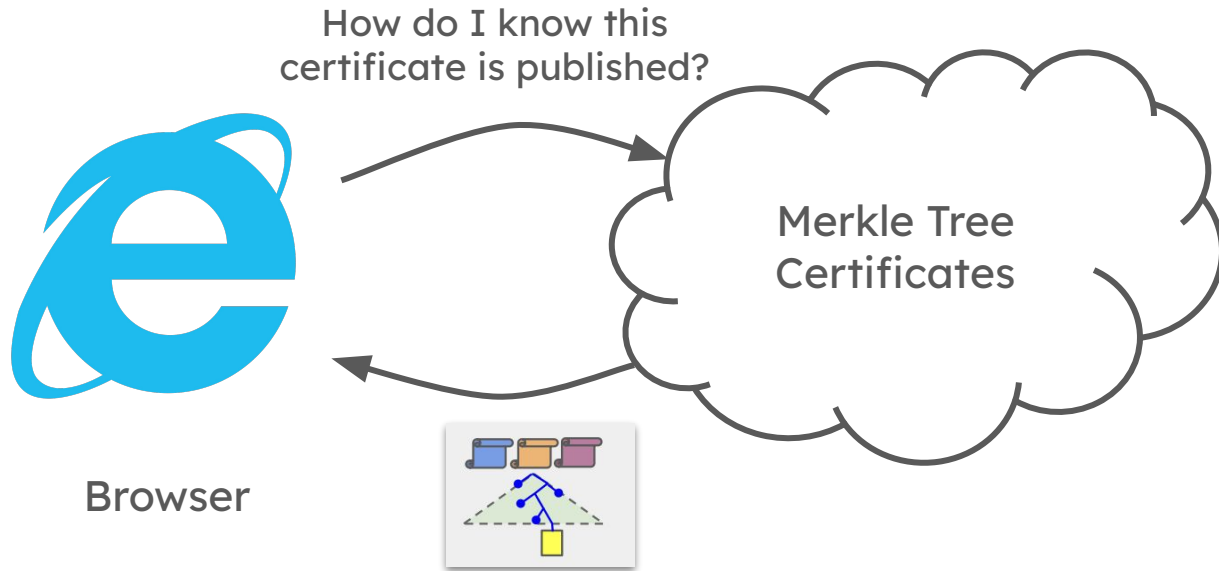 How do I know this
certificate is published?
Merkle Tree
Certificates
Browser